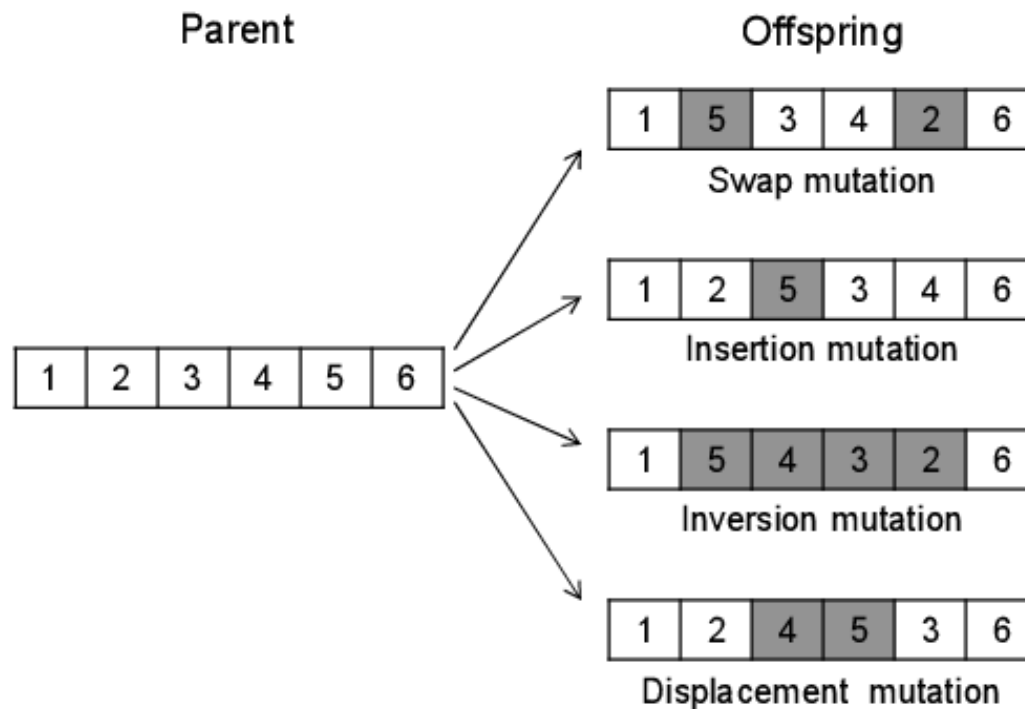 Parent
Offspring
1 5 3 4 2 6
Swap mutation
1 2 5 3 4 6
Insertion mutation
1 2 3 4 5 6
1 5 4 3 2 6
Inversion mutation
1 2 4 5 3 6
Displacement mutation